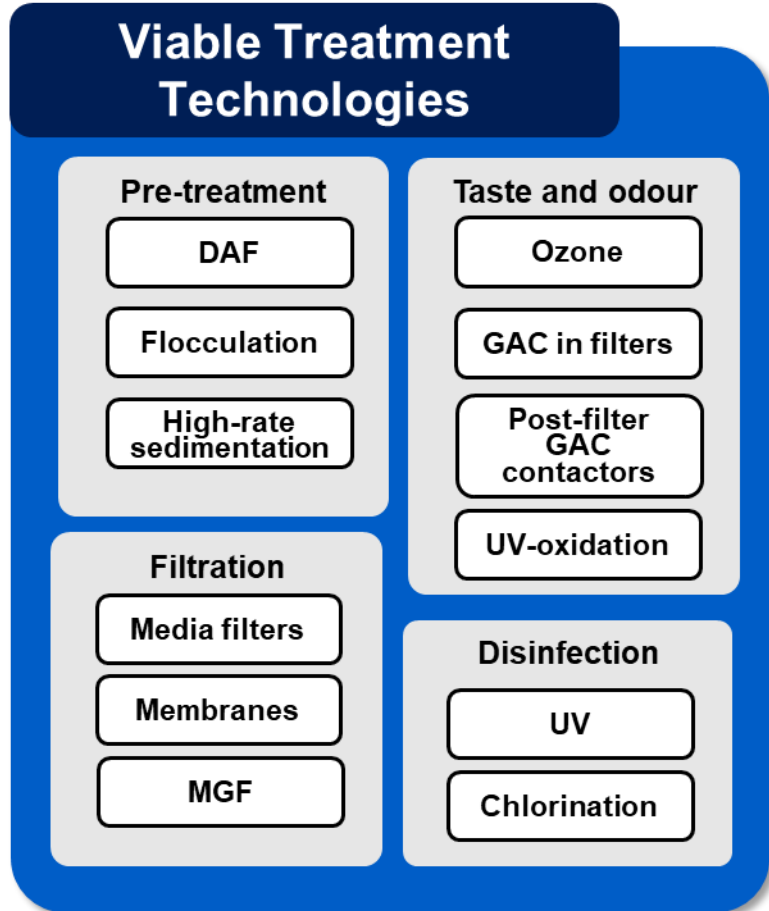 Viable Treatment
Technologies
Pre-treatment
DAF
Flocculation
High-rate
sedimentation
Taste and odour
Ozone
GAC in filters
Post-filter
GAC
contactors
UV-oxidation
Filtration
Media filters
Membranes
MGF
Disinfection
UV
Chlorination